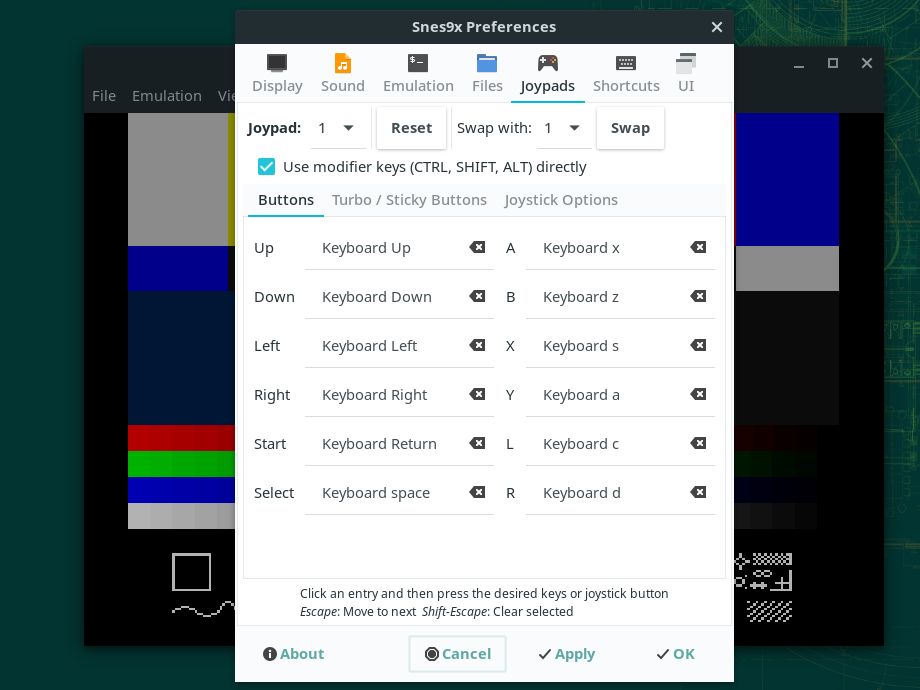 Snes9x Preferences
Display Sound Emulation Files Joypads Shortcuts UI
File Emulation
Joypad: 1 Reset Swap with: 1 Swap
Use modifier keys (CTRL, SHIFT, ALT) directly
Buttons Turbo / Sticky Buttons Joystick Options
Up Keyboard Up A Keyboard x
Down Keyboard Down B Keyboard z
Left Keyboard Left X Keyboard s
Right Keyboard Right Y Keyboard a
Start Keyboard Return L Keyboard c
Select Keyboard space R Keyboard d
Click an entry and then press the desired keys or joystick button
Escape: Move to next Shift-Escape: Clear selected
About Cancel Apply OK